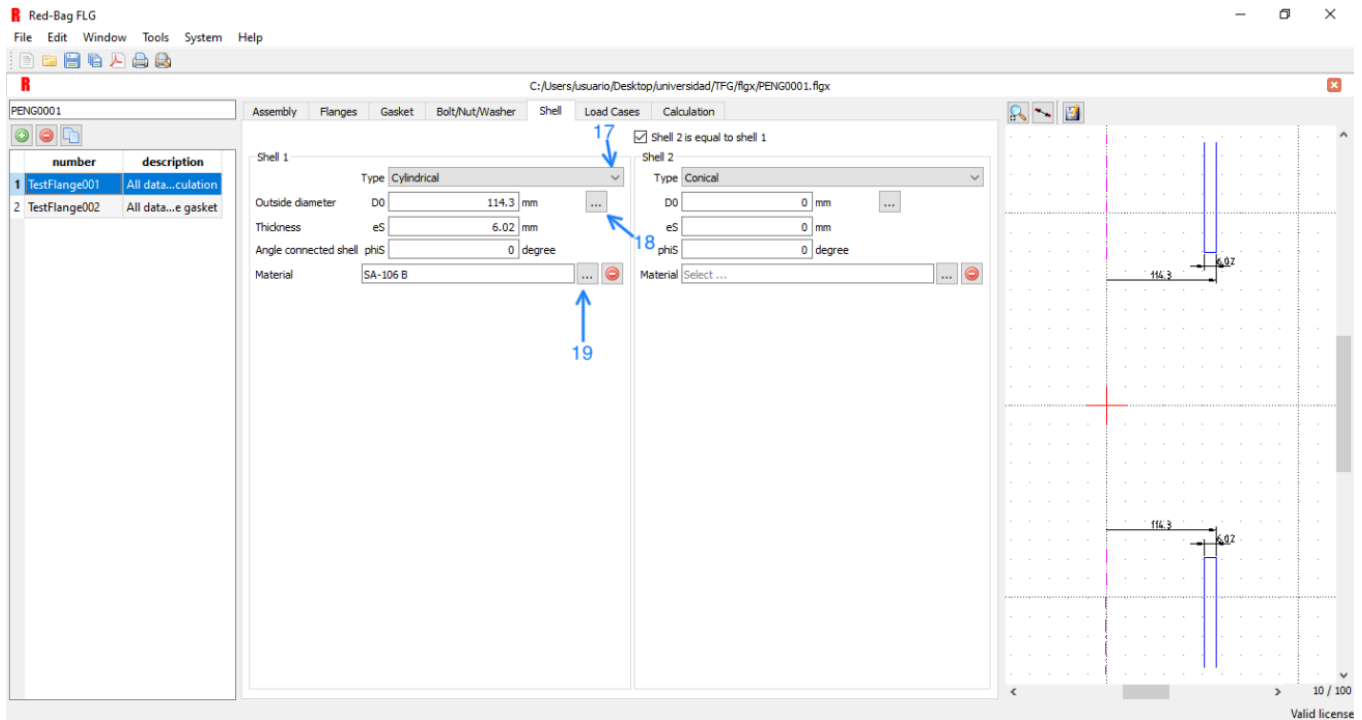 R Red-Bag FLG
File Edit Window Tools System Help
R C:/Users/usuario/Desktop/universidad/TFG/flgx/PENG0001.flgx
PENG0001
Assembly Flanges Gasket Bolt/Nut/Washer Shell Load Cases Calculation
17 Shell 2 is equal to shell 1
number description
1 TestFlange001 All data...culation
2 TestFlange002 All data...e gasket
Shell 1
Type Cylindrical
Outside diameter D0 114.3 mm ...
Thickness eS 6.02 mm
Angle connected shell phiS 0 degree
Material SA-106 B ...
18
19
Shell 2
Type Conical
D0 0 mm ...
eS 0 mm
phiS 0 degree
Material Select ... ...
6.02
114.3
114.3
6.02
10 / 100
Valid license